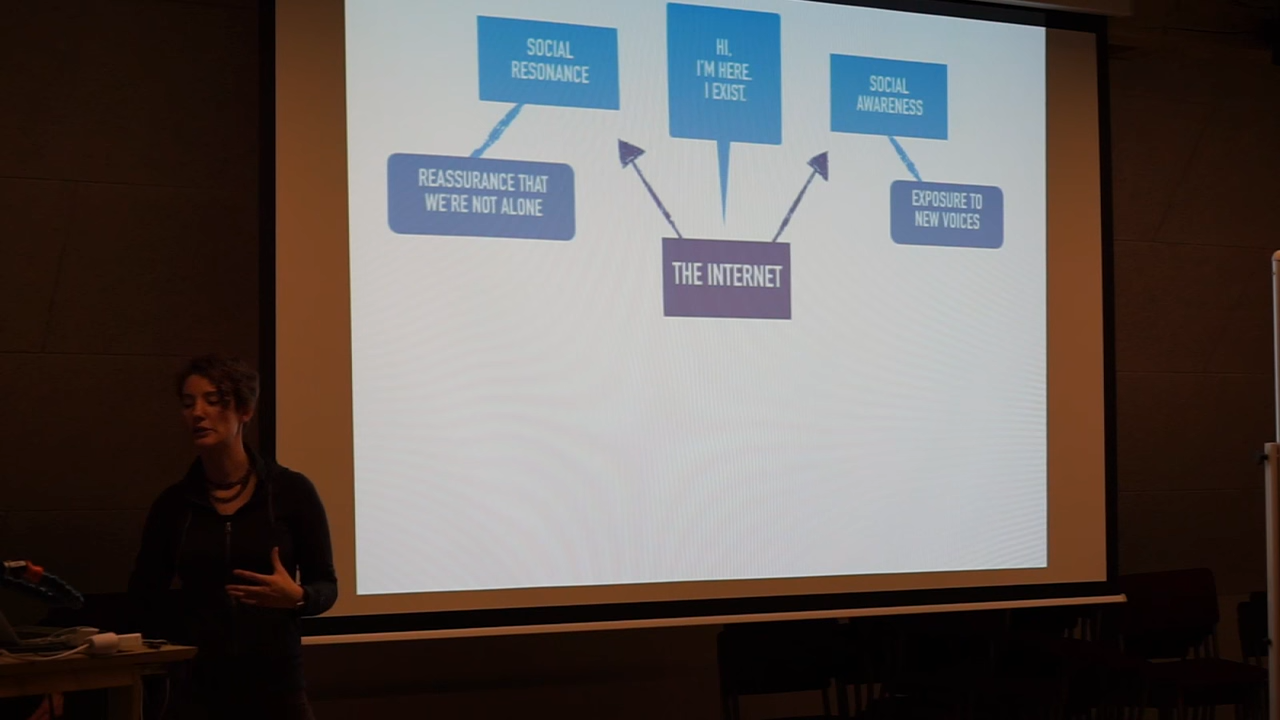 SOCIAL
RESONANCE
HI,
I'M HERE.
I EXIST.
SOCIAL
AWARENESS
REASSURANCE THAT
WE'RE NOT ALONE
EXPOSURE TO
NEW VOICES
THE INTERNET